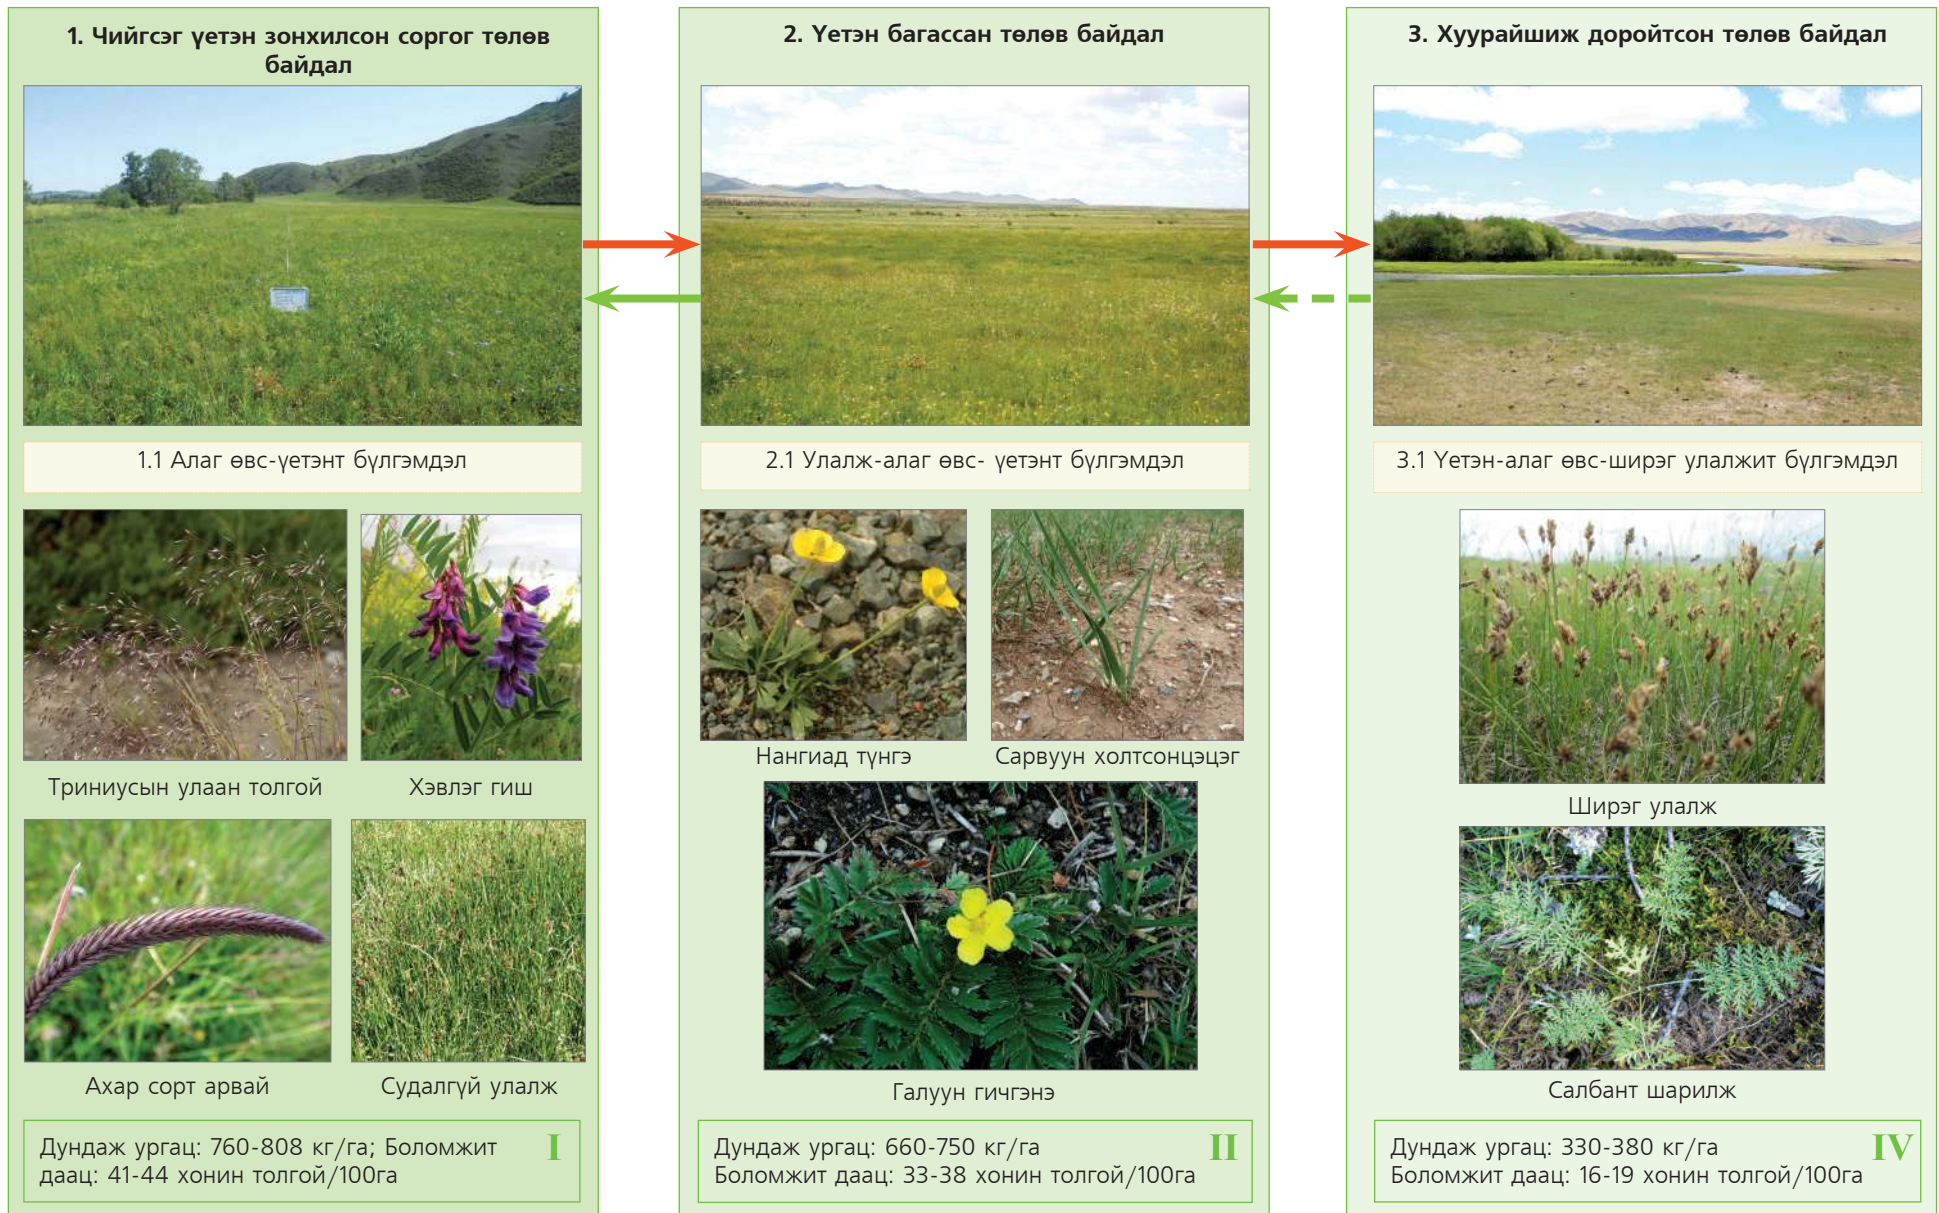 1. Чийгсэг үетэн зонхилсон соргог төлөв
байдал
1.1 Алаг өвс-үетэнт бүлгэмдэл
Триниусын улаан толгой
Хэвлэг гиш
Ахар сорт арвай
Судалгүй улалж
Дундаж ургац: 760-808 кг/га; Боломжит
даац: 41-44 хонин толгой/100га
I
2. Үетэн багассан төлөв байдал
2.1 Улалж-алаг өвс- үетэнт бүлгэмдэл
Нангиад түнгэ
Сарвуун холтсонцэцэг
Галуун гичгэнэ
Дундаж ургац: 660-750 кг/га
Боломжит даац: 33-38 хонин толгой/100га
II
3. Хуурайшиж доройтсон төлөв байдал
3.1 Үетэн-алаг өвс-ширэг улалжит бүлгэмдэл
Ширэг улалж
Салбант шарилж
Дундаж ургац: 330-380 кг/га
Боломжит даац: 16-19 хонин толгой/100га
IV